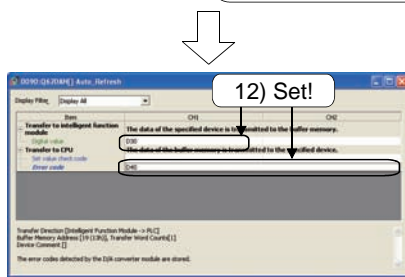 12) Set!
0090:Q62DAN[]-Auto_Refresh
Display Filter Display All
Item CH1 CH2
Transfer to intelligent function module The data of the specified device is transmitted to the buffer memory.
Digital value D30
Transfer to CPU The data of the buffer memory is transmitted to the specified device.
Set value check code
Error code D40
Transfer Direction [Intelligent Function Module -> PLC]
Buffer Memory Address [19 (13h)], Transfer Word Counts[1]
Device Comment []
The error codes detected by the D/A converter module are stored.